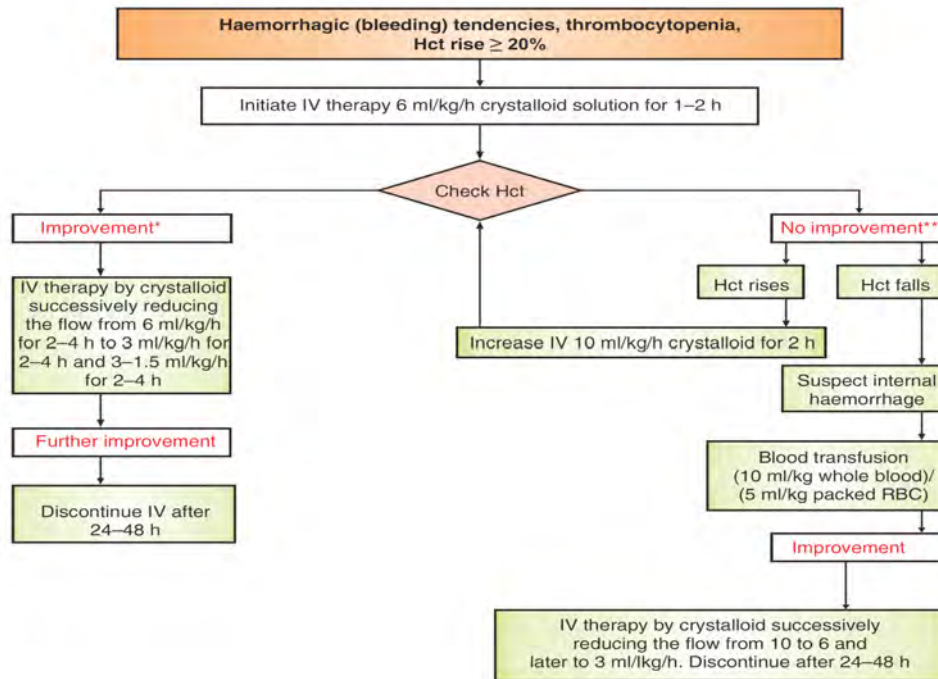 Haemorrhagic (bleeding) tendencies, thrombocytopenia,
Hct rise ≥ 20%
Initiate IV therapy 6 ml/kg/h crystalloid solution for 1–2 h
Check Hct
Improvement*
IV therapy by crystalloid
successively reducing
the flow from 6 ml/kg/h
for 2–4 h to 3 ml/kg/h for
2–4 h and 3–1.5 ml/kg/h
for 2–4 h
Further improvement
Discontinue IV after
24–48 h
No improvement**
Hct rises
Hct falls
Increase IV 10 ml/kg/h crystalloid for 2 h
Suspect internal
haemorrhage
Blood transfusion
(10 ml/kg whole blood)/
(5 ml/kg packed RBC)
Improvement
IV therapy by crystalloid successively
reducing the flow from 10 to 6 and
later to 3 ml/lkg/h. Discontinue after 24–48 h